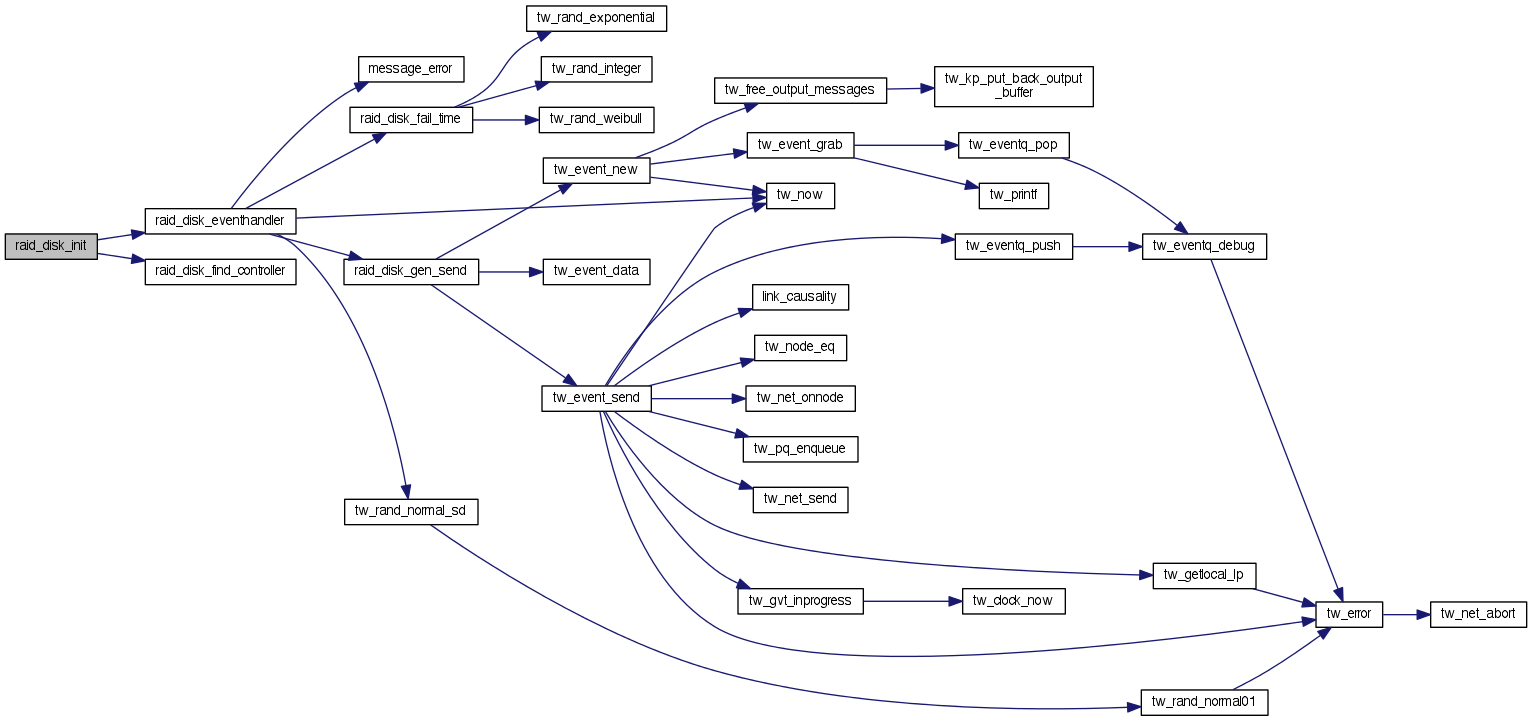 raid_disk_init
raid_disk_eventhandler
raid_disk_find_controller
message_error
raid_disk_fail_time
raid_disk_gen_send
tw_rand_normal_sd
tw_rand_exponential
tw_rand_integer
tw_rand_weibull
tw_event_new
tw_event_data
tw_event_send
tw_free_output_messages
tw_event_grab
tw_now
link_causality
tw_node_eq
tw_net_onnode
tw_pq_enqueue
tw_net_send
tw_gvt_inprogress
tw_kp_put_back_output
_buffer
tw_eventq_pop
tw_printf
tw_eventq_push
tw_clock_now
tw_eventq_debug
tw_getlocal_lp
tw_rand_normal01
tw_error
tw_net_abort